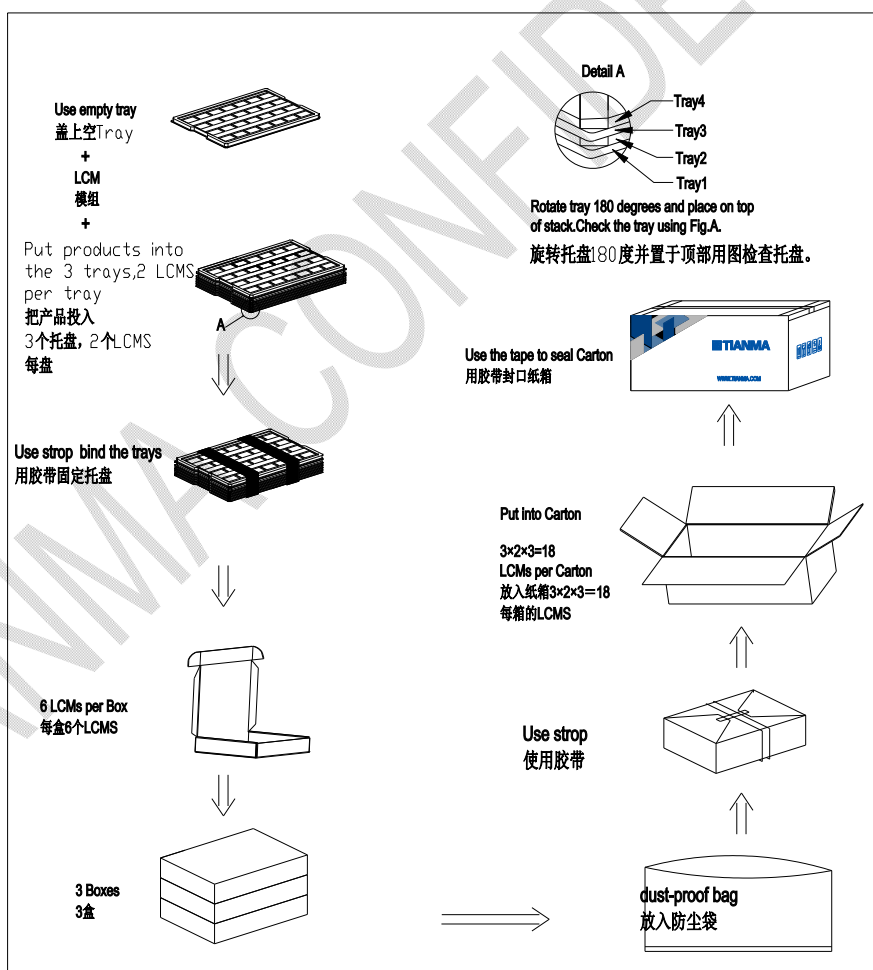 Use empty tray
盖上空Tray
+
LCM
模组
+
Put products into
the 3 trays,2 LCMS
per tray
把产品投入
3个托盘，2个LCMS
每盘
A
Use strop bind the trays
用胶带固定托盘
6 LCMs per Box
每盒6个LCMS
3 Boxes
3盒
dust-proof bag
放入防尘袋
Use strop
使用胶带
Put into Carton
3×2×3=18
LCMs per Carton
放入纸箱3×2×3＝18
每箱的LCMS
Use the tape to seal Carton
用胶带封口纸箱
TIANMA
WWW.TIANMA.COM
Detail A
Tray4
Tray3
Tray2
Tray1
Rotate tray 180 degrees and place on top
of stack.Check the tray using Fig.A.
旋转托盘180度并置于顶部用图检查托盘。